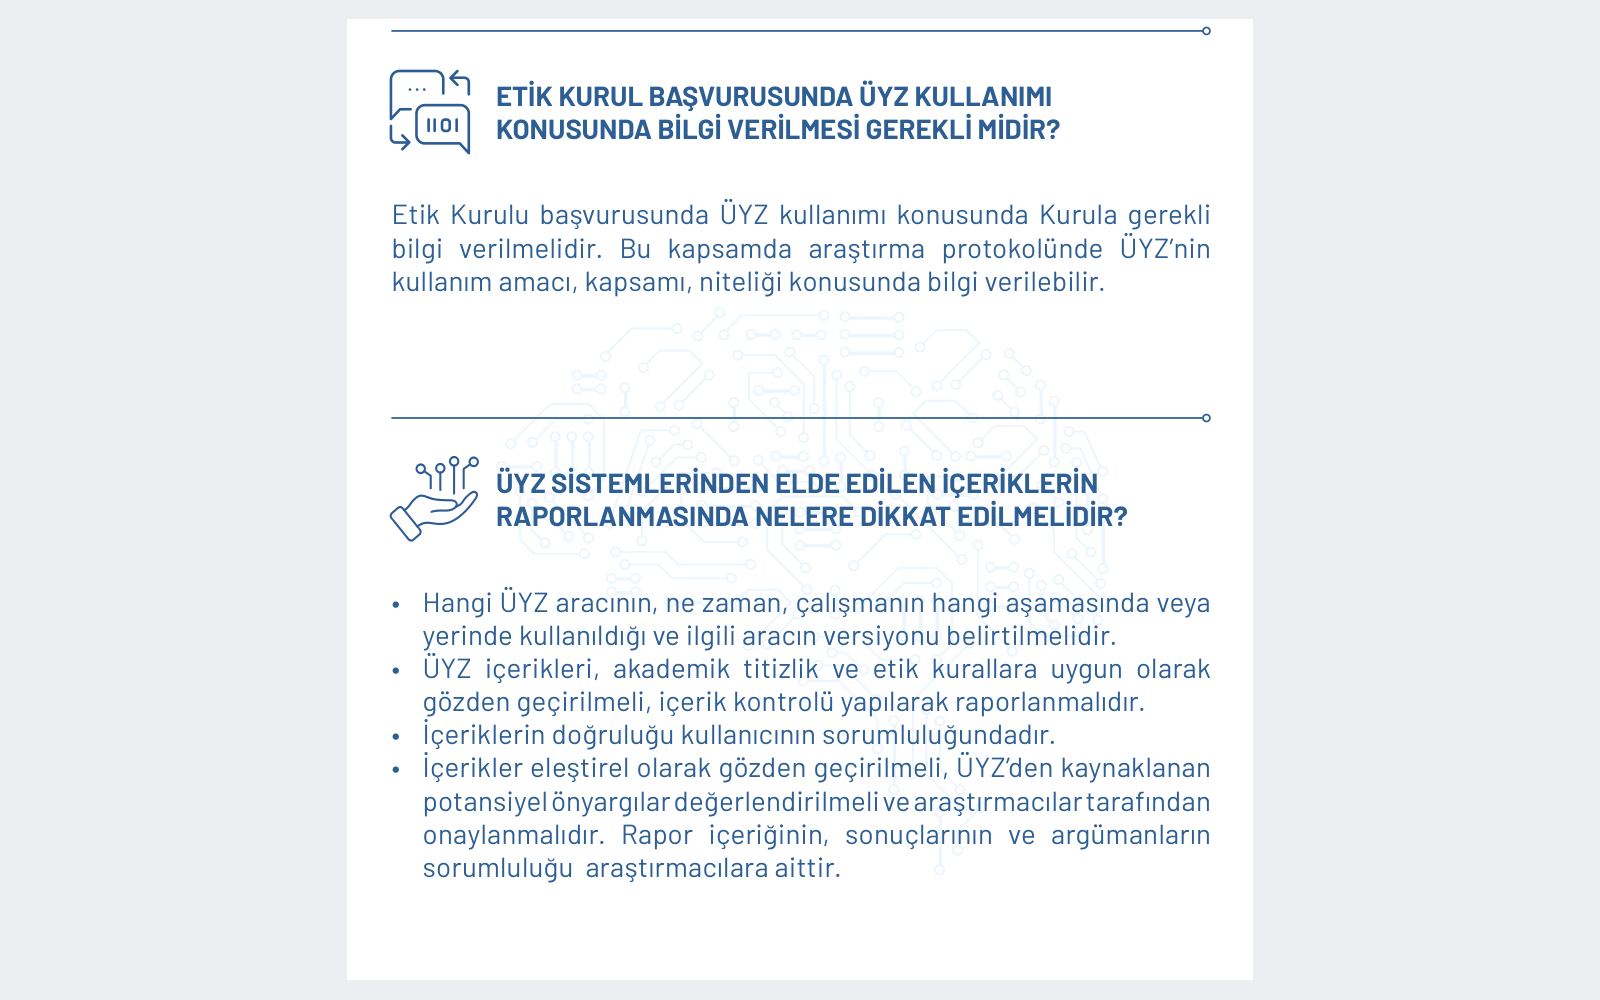 ETİK KURUL BAŞVURUSUNDA ÜYZ KULLANIMI
KONUSUNDA BİLGİ VERİLMESİ GEREKLİ MİDİR?
... 
1101
Etik Kurulu başvurusunda ÜYZ kullanımı konusunda Kurula gerekli
bilgi verilmelidir. Bu kapsamda araştırma protokolünde ÜYZ’nin
kullanım amacı, kapsamı, niteliği konusunda bilgi verilebilir.
ÜYZ SİSTEMLERİNDEN ELDE EDİLEN İÇERİKLERİN
RAPORLANMASINDA NELERE DİKKAT EDİLMELİDİR?
• Hangi ÜYZ aracının, ne zaman, çalışmanın hangi aşamasında veya
yerinde kullanıldığı ve ilgili aracın versiyonu belirtilmelidir.
• ÜYZ içerikleri, akademik titizlik ve etik kurallara uygun olarak
gözden geçirilmeli, içerik kontrolü yapılarak raporlanmalıdır.
• İçeriklerin doğruluğu kullanıcının sorumluluğundadır.
• İçerikler eleştirel olarak gözden geçirilmeli, ÜYZ’den kaynaklanan
potansiyel önyargılar değerlendirilmeli ve araştırmacılar tarafından
onaylanmalıdır. Rapor içeriğinin, sonuçlarının ve argümanların
sorumluluğu araştırmacılara aittir.